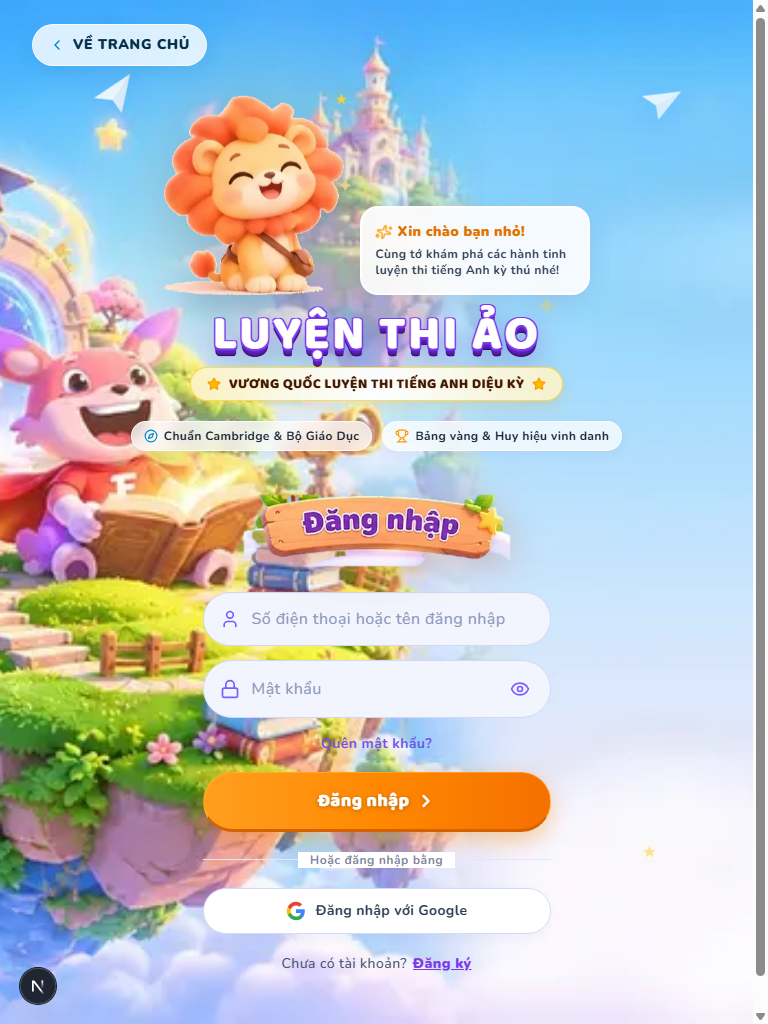 VỀ TRANG CHỦ
Xin chào bạn nhỏ!
Cùng tớ khám phá các hành tinh
luyện thi tiếng Anh kỳ thú nhé!
LUYỆN THI ẢO
VƯƠNG QUỐC LUYỆN THI TIẾNG ANH DIỆU KỲ
Chuẩn Cambridge & Bộ Giáo Dục
Bảng vàng & Huy hiệu vinh danh
F
Đăng nhập
Số điện thoại hoặc tên đăng nhập
Mật khẩu
Quên mật khẩu?
Đăng nhập
Hoặc đăng nhập bằng
Đăng nhập với Google
Chưa có tài khoản? Đăng ký
N